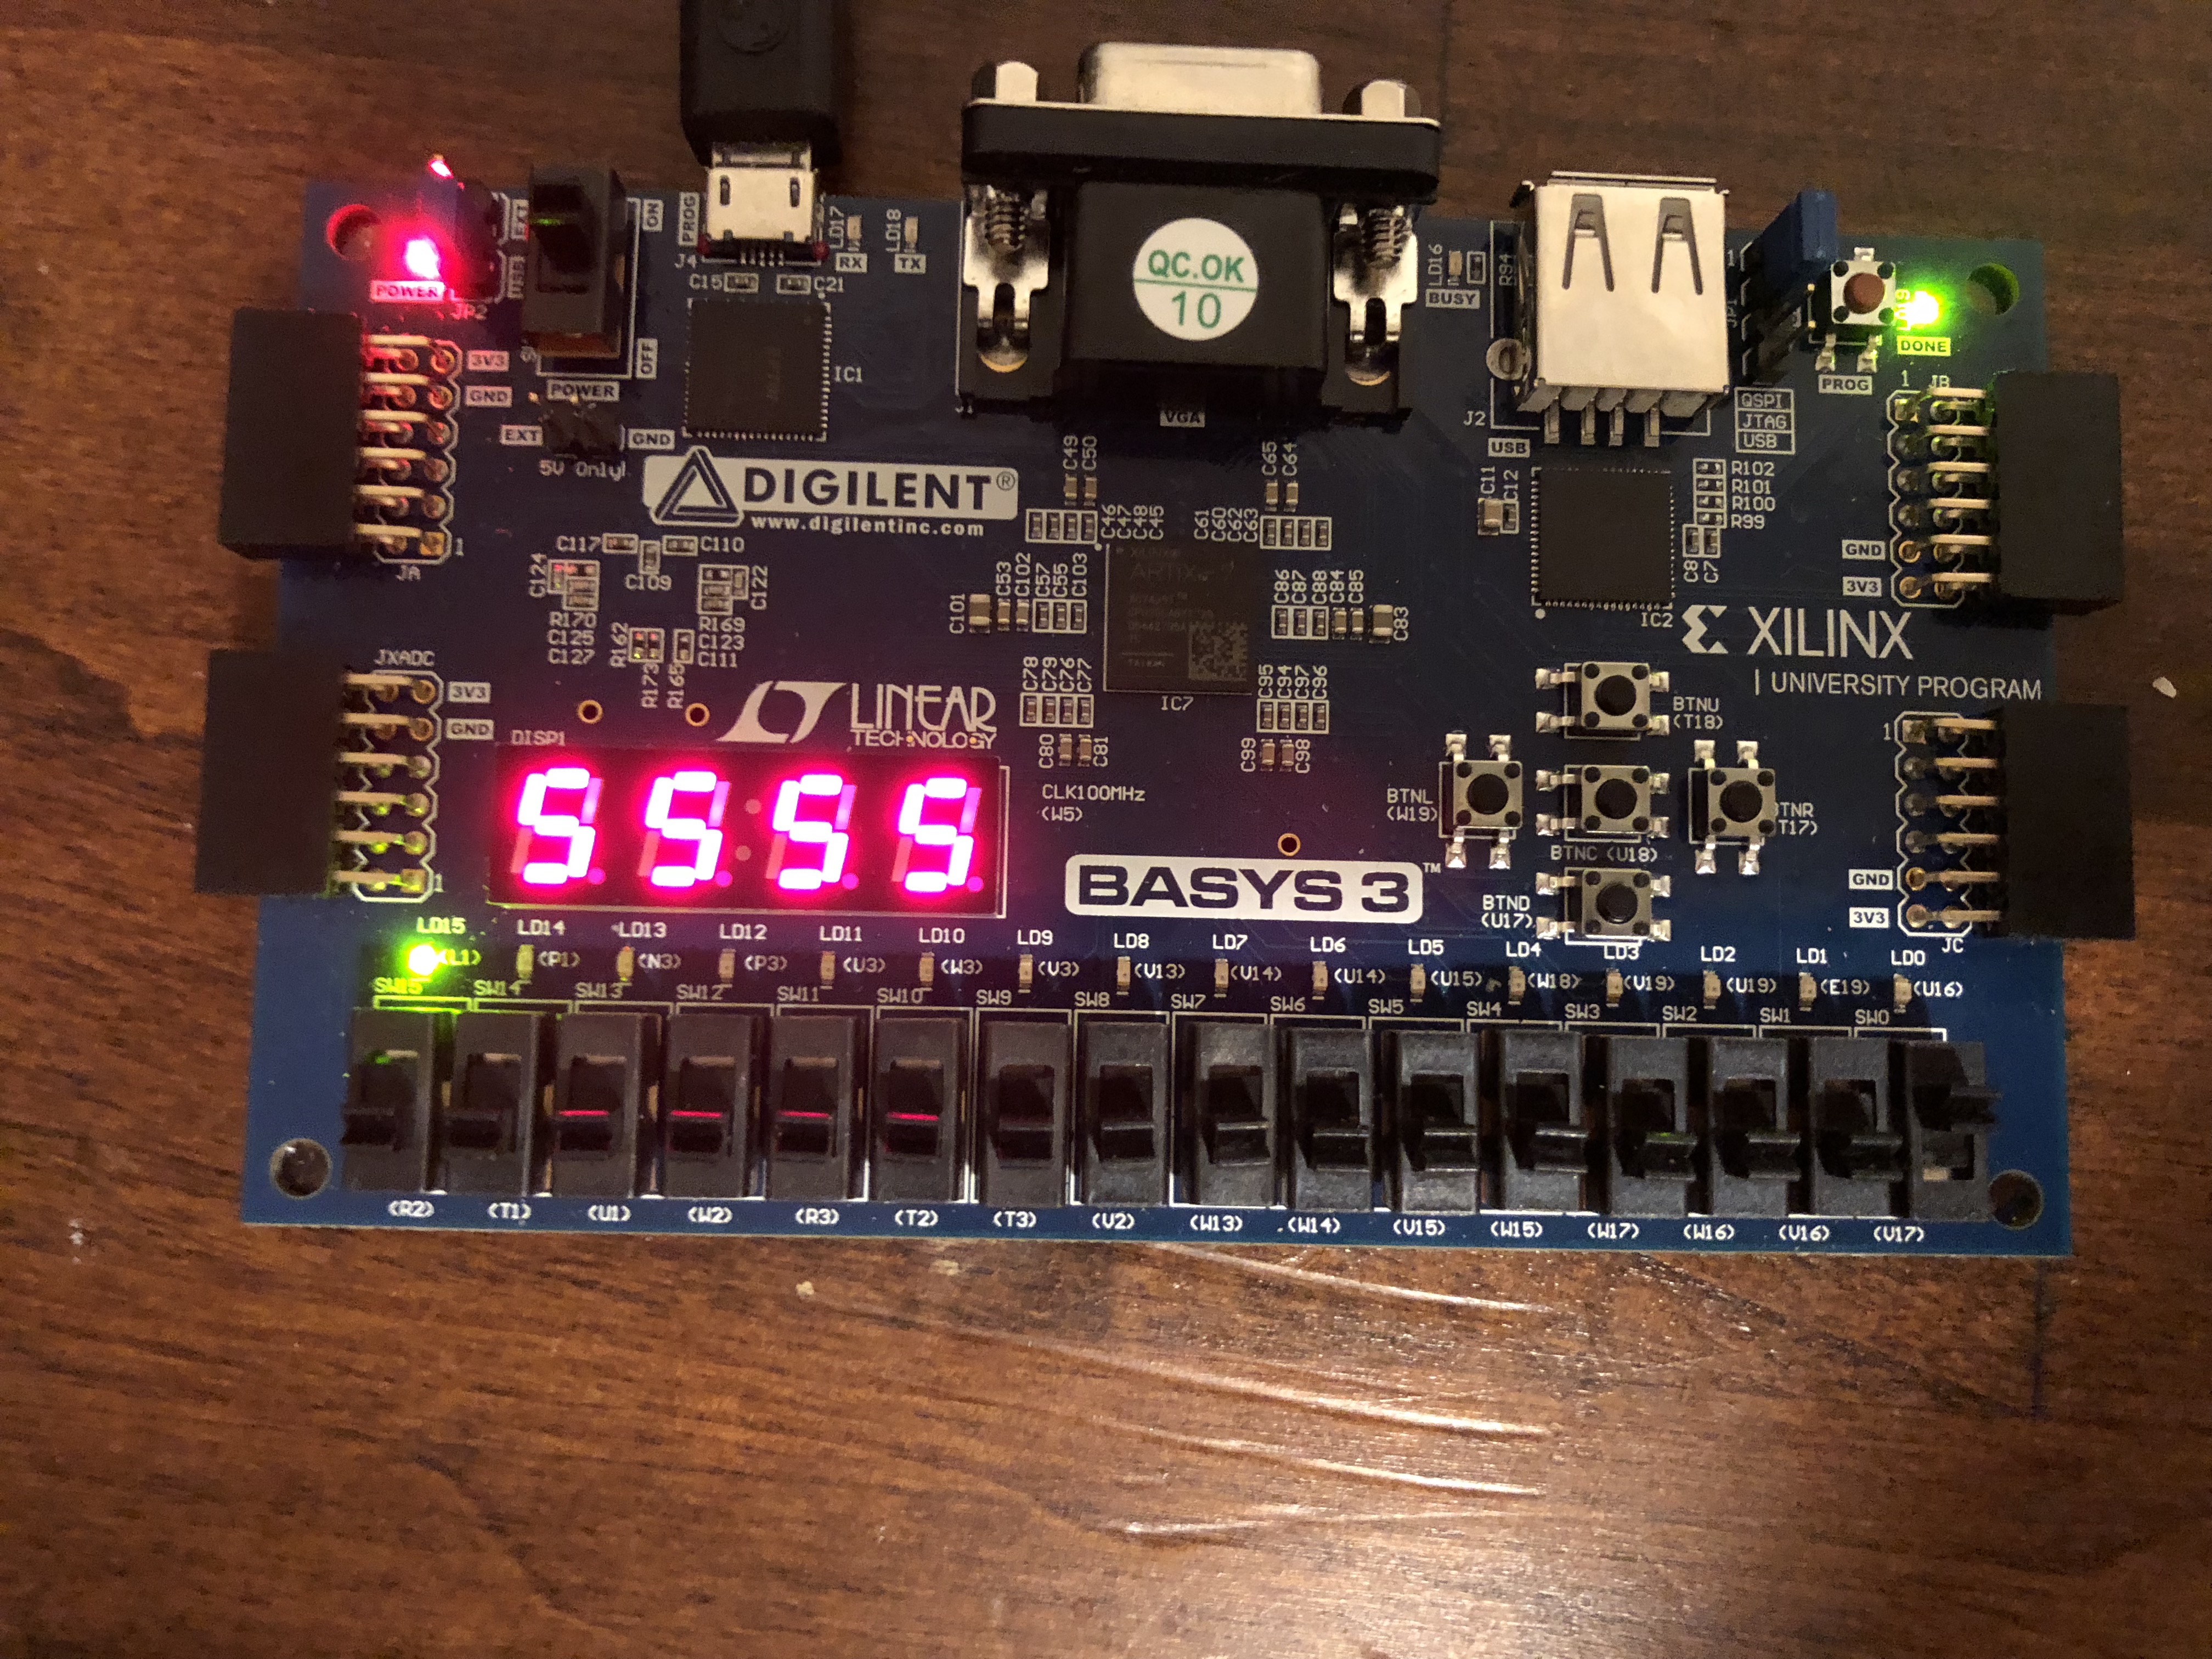 QC.OK
10
ON
EXT
PROG
LD17
LD18
RX
TX
J4
C15
C21
LD16
R94
BUSY
JP1
DONE
POWER
JP2
OFF
IC1
PROG
3V3
GND
POWER
EXT
GND
5V Only!
VGA
J2
USB
QSPI
JTAG
USB
1
JB
DIGILENT®
www.digilentinc.com
C49
C50
C65
C64
C46
C47
C48
C45
C61
C60
C62
C63
C11
C12
R102
R101
R100
R99
C8
C7
GND
3V3
1
JA
C117
C110
C124
C109
C122
R170
C125
C127
R169
C123
C111
R162
R173
R165
C101
C53
C102
C57
C55
C103
ARTIX
TAIWAN
C86
C87
C88
C84
C85
C83
IC2
XILINX
UNIVERSITY PROGRAM
JXADC
3V3
GND
1
LINEAR
TECHNOLOGY
C78
C79
C76
C77
IC7
C95
C94
C97
C96
C80
C81
C99
C98
BTNU
(T18)
1
DISP1
5555
CLK100MHz
(W5)
BTNL
(W19)
BTNR
T17)
BTNC (U18)
BASYS 3™
BTND
(U17)
GND
3V3
JC
LD15 LD14 LD13 LD12 LD11 LD10 LD9 LD8 LD7 LD6 LD5 LD4 LD3 LD2 LD1 LD0
(L1) (P1) (N3) (P3) (U3) (W3) (V3) (V13) (V14) (U14) (U15) (W18) (V19) (U19) (E19) (U16)
SW15 SW14 SW13 SW12 SW11 SW10 SW9 SW8 SW7 SW6 SW5 SW4 SW3 SW2 SW1 SW0
(R2) (T1) (U1) (W2) (R3) (T2) (T3) (V2) (W13) (W14) (V15) (W15) (W17) (W16) (V16) (V17)